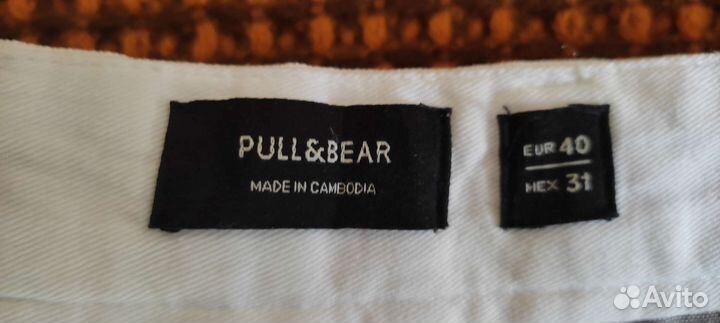 PULL&BEAR
MADE IN CAMBODIA
EUR 40
MEX 31
Avito